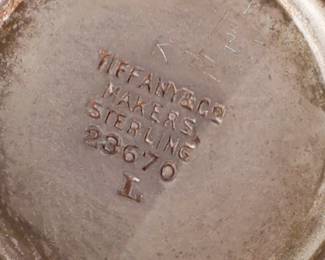 TIFFANY & Co
MAKERS
STERLING
23670
L